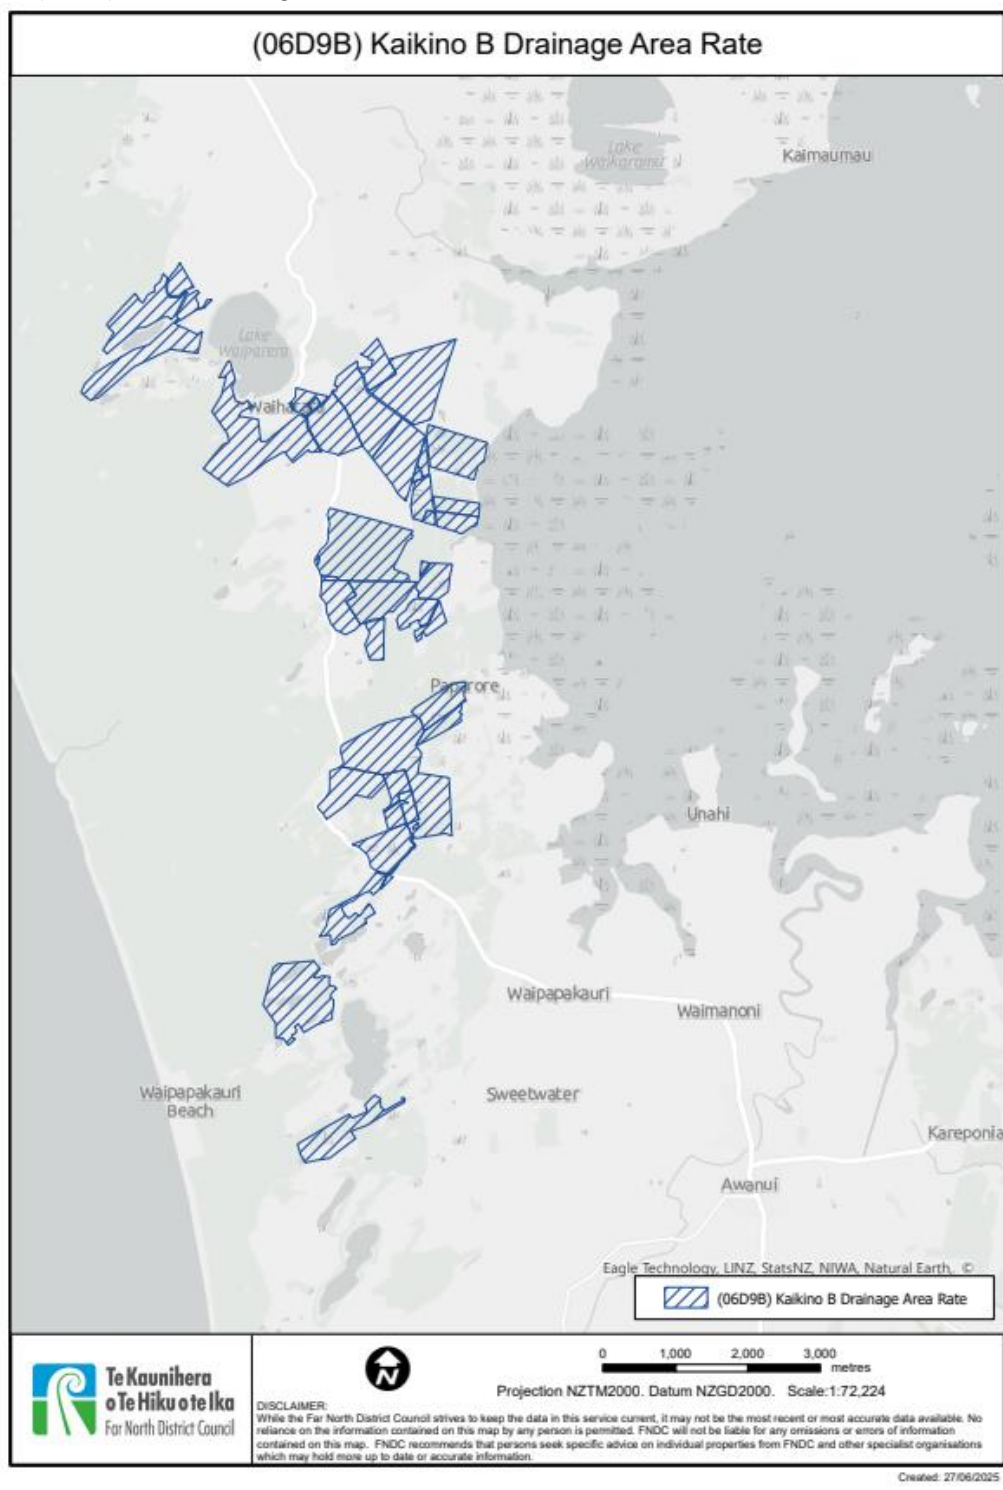 (06D9B) Kaikino B Drainage Area Rate
Lake
Waikaramu
Kaimaumau
Lake
Waiparera
Waiharara
Paparore
Unahi
Waipapakauri
Waimanoni
Waipapakauri
Beach
Sweetwater
Kareponia
Awanui
Eagle Technology, LINZ, StatsNZ, NIWA, Natural Earth, ©
(06D9B) Kaikino B Drainage Area Rate
Te Kaunihera
o Te Hiku o te Ika
Far North District Council
N
0 1,000 2,000 3,000
metres
Projection NZTM2000. Datum NZGD2000. Scale:1:72,224
DISCLAIMER:
While the Far North District Council strives to keep the data in this service current, it may not be the most recent or most accurate data available. No
reliance on the information contained on this map by any person is permitted. FNDC will not be liable for any omissions or errors of information
contained on this map. FNDC recommends that persons seek specific advice on individual properties from FNDC and other specialist organisations
which may hold more up to date or accurate information.
Created: 27/06/2025